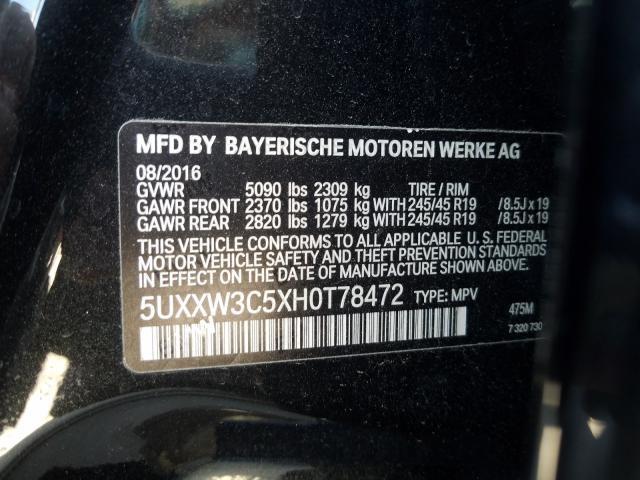 MFD BY BAYERISCHE MOTOREN WERKE AG
08/2016
GVWR 5090 lbs 2309 kg TIRE / RIM
GAWR FRONT 2370 lbs 1075 kg WITH 245/45 R19 /8.5J x 19
GAWR REAR 2820 lbs 1279 kg WITH 245/45 R19 /8.5J x 19
THIS VEHICLE CONFORMS TO ALL APPLICABLE U. S. FEDERAL
MOTOR VEHICLE SAFETY AND THEFT PREVENTION STANDARDS
IN EFFECT ON THE DATE OF MANUFACTURE SHOWN ABOVE.
5UXXW3C5XH0T78472 TYPE: MPV 475M
7 320 730